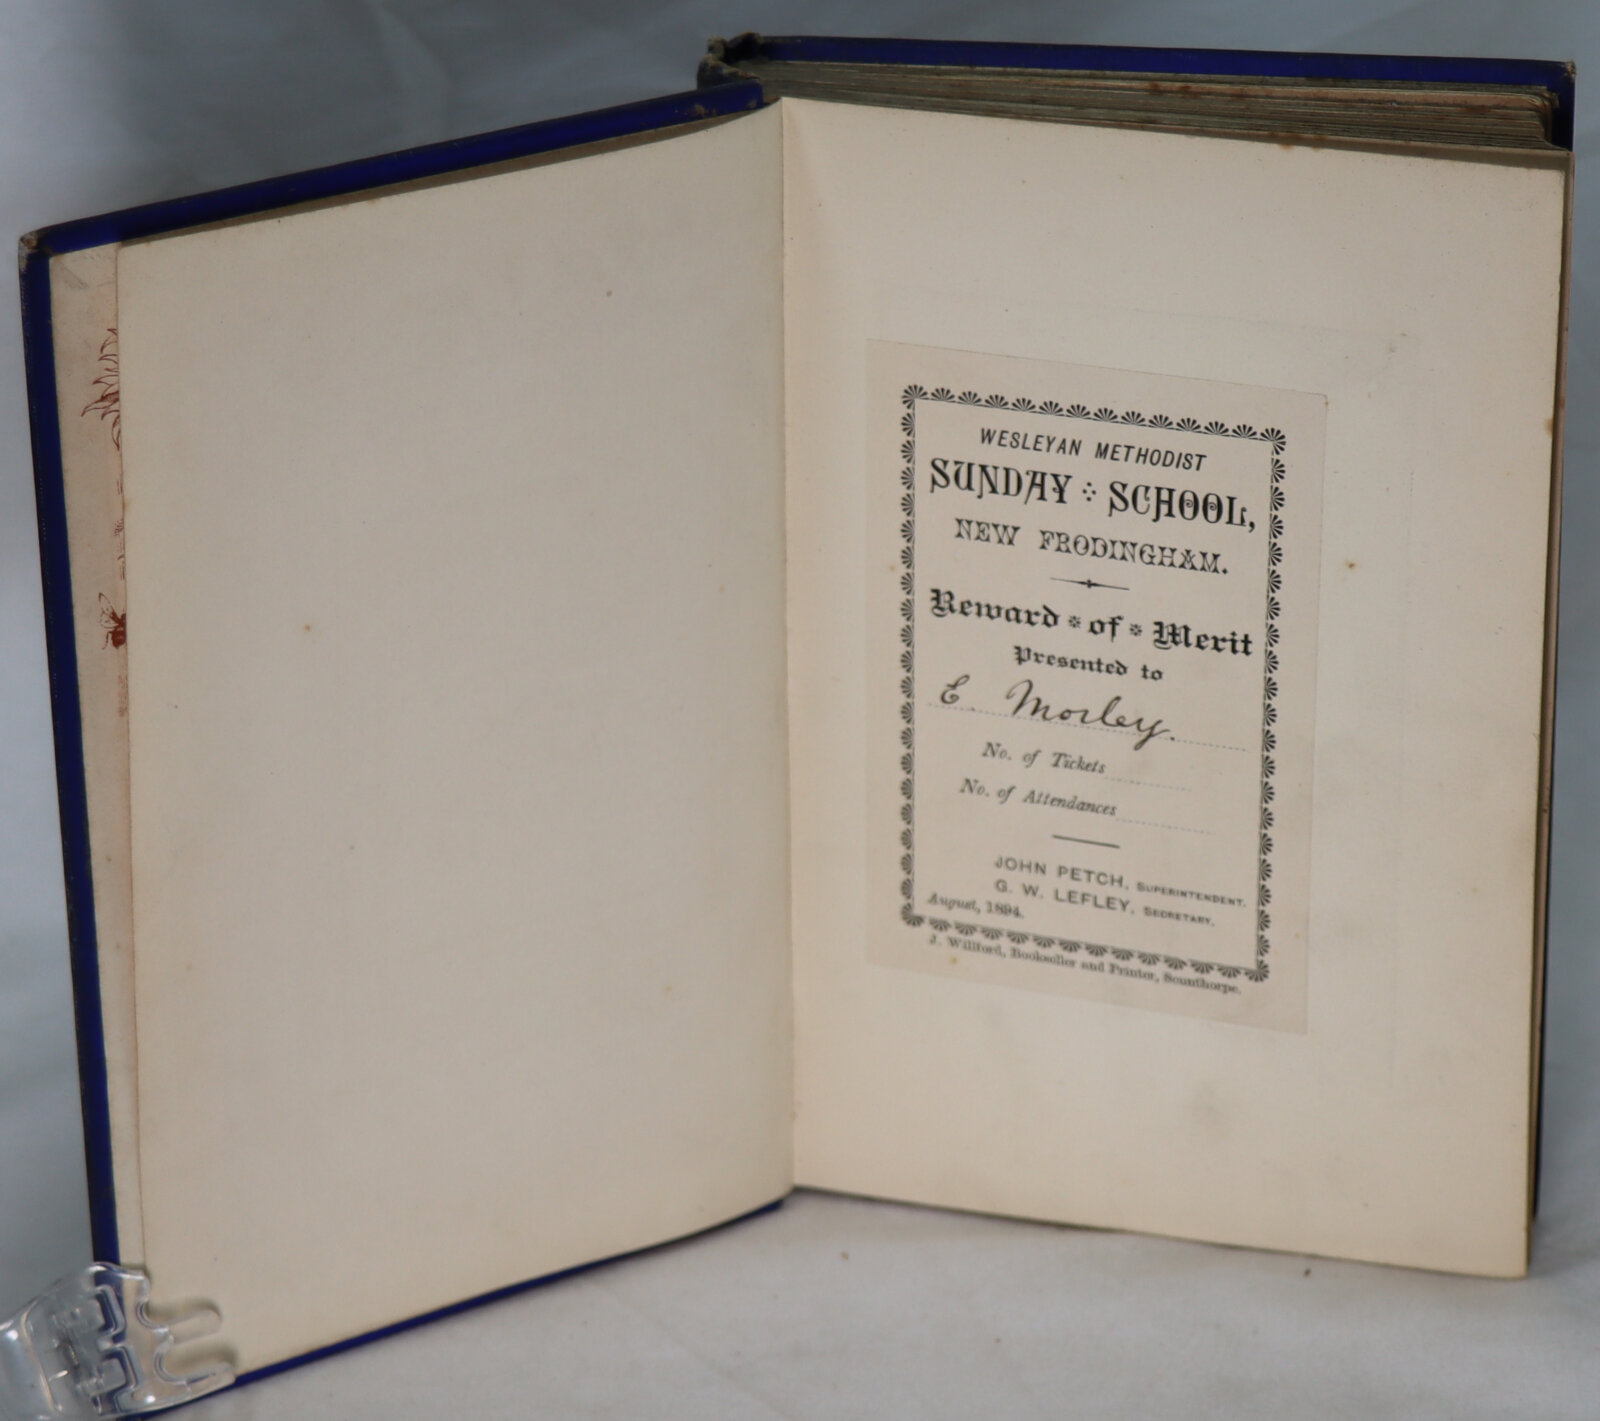 WESLEYAN METHODIST
SUNDAY SCHOOL,
NEW FRODINGHAM.
Reward of Merit
Presented to
E. Morley.
No. of Tickets
No. of Attendances
JOHN PETCH, SUPERINTENDENT.
G. W. LEFLEY, SECRETARY.
August, 1894.
J. Willford, Bookseller and Printer, Scunthorpe.